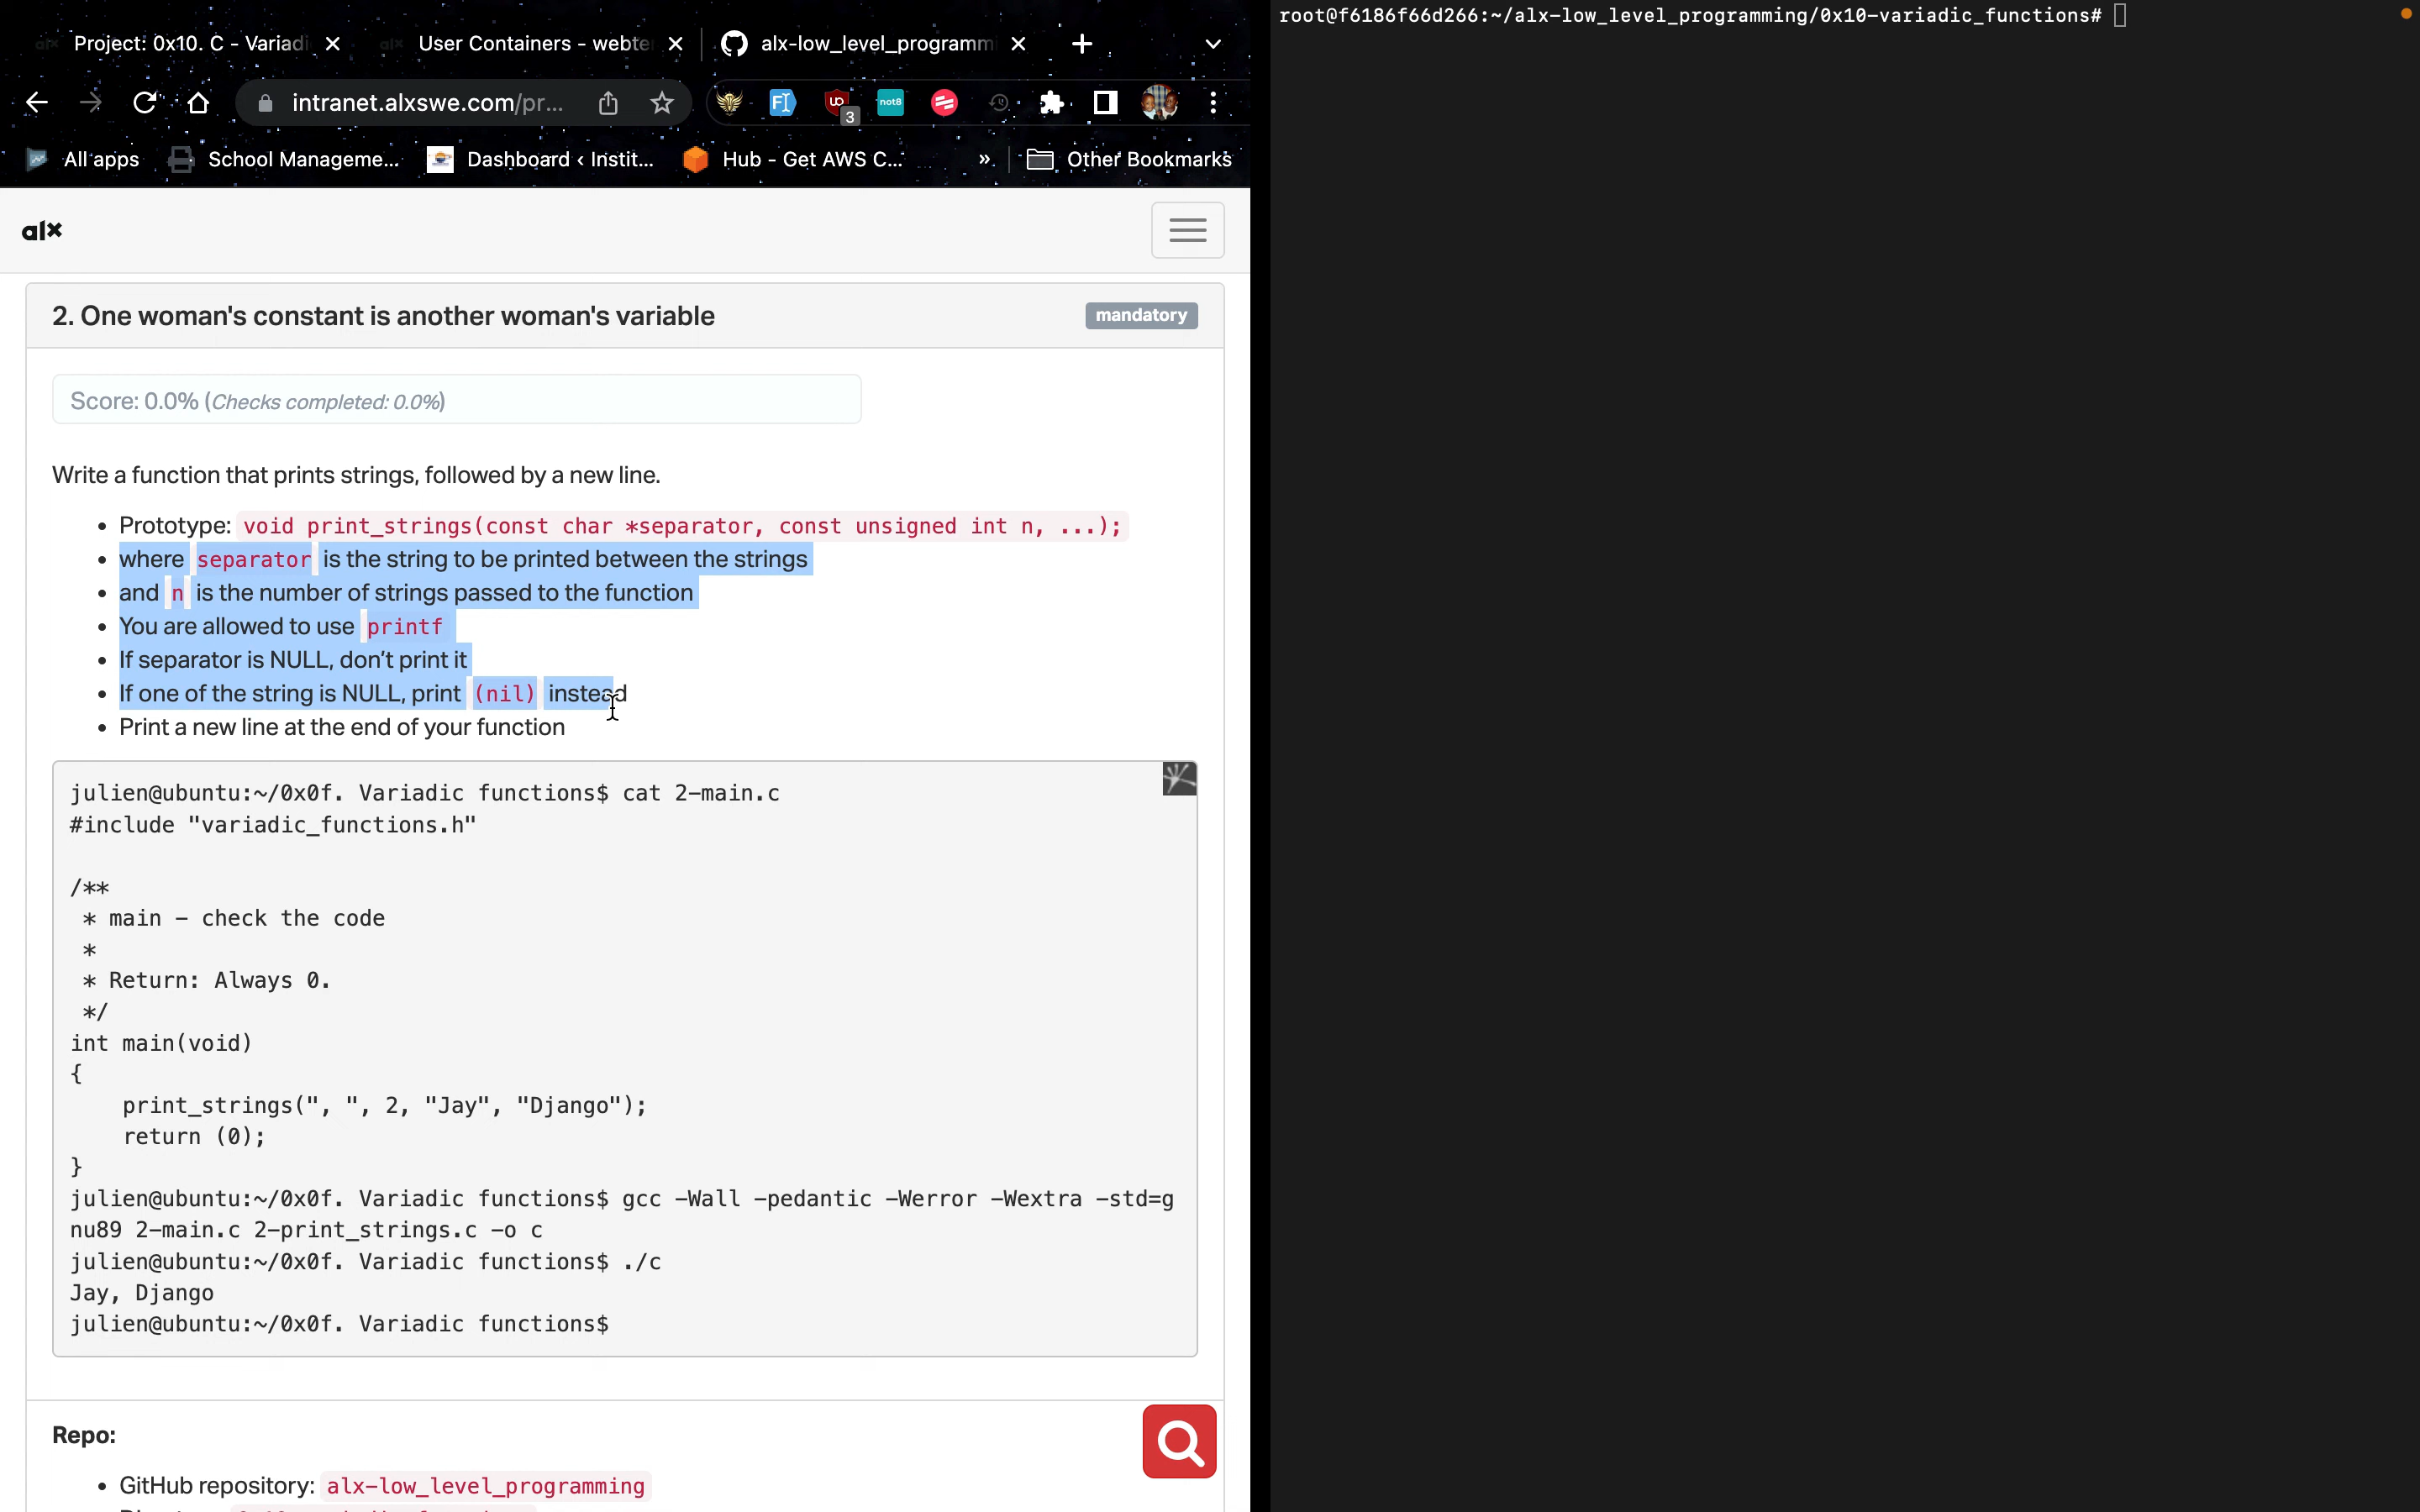 root@f6186f66d266:~/alx-low_level_programming/0x10-variadic_functions#
Project: 0x10. C - Variadi
User Containers - webte
alx-low_level_programm
intranet.alxswe.com/pr...
3
not8
All apps
School Manageme...
Dashboard ‹ Instit...
Hub - Get AWS C...
»
Other Bookmarks
alx
2. One woman's constant is another woman's variable
mandatory
Score: 0.0% (Checks completed: 0.0%)
Write a function that prints strings, followed by a new line.
• Prototype: void print_strings(const char *separator, const unsigned int n, ...);
• where separator is the string to be printed between the strings
• and n is the number of strings passed to the function
• You are allowed to use printf
• If separator is NULL, don’t print it
• If one of the string is NULL, print (nil) instead
• Print a new line at the end of your function
julien@ubuntu:~/0x0f. Variadic functions$ cat 2-main.c
#include "variadic_functions.h"
/**
* main - check the code
*
* Return: Always 0.
*/
int main(void)
{
print_strings(", ", 2, "Jay", "Django");
return (0);
}
julien@ubuntu:~/0x0f. Variadic functions$ gcc -Wall -pedantic -Werror -Wextra -std=g
nu89 2-main.c 2-print_strings.c -o c
julien@ubuntu:~/0x0f. Variadic functions$ ./c
Jay, Django
julien@ubuntu:~/0x0f. Variadic functions$
Repo:
• GitHub repository: alx-low_level_programming